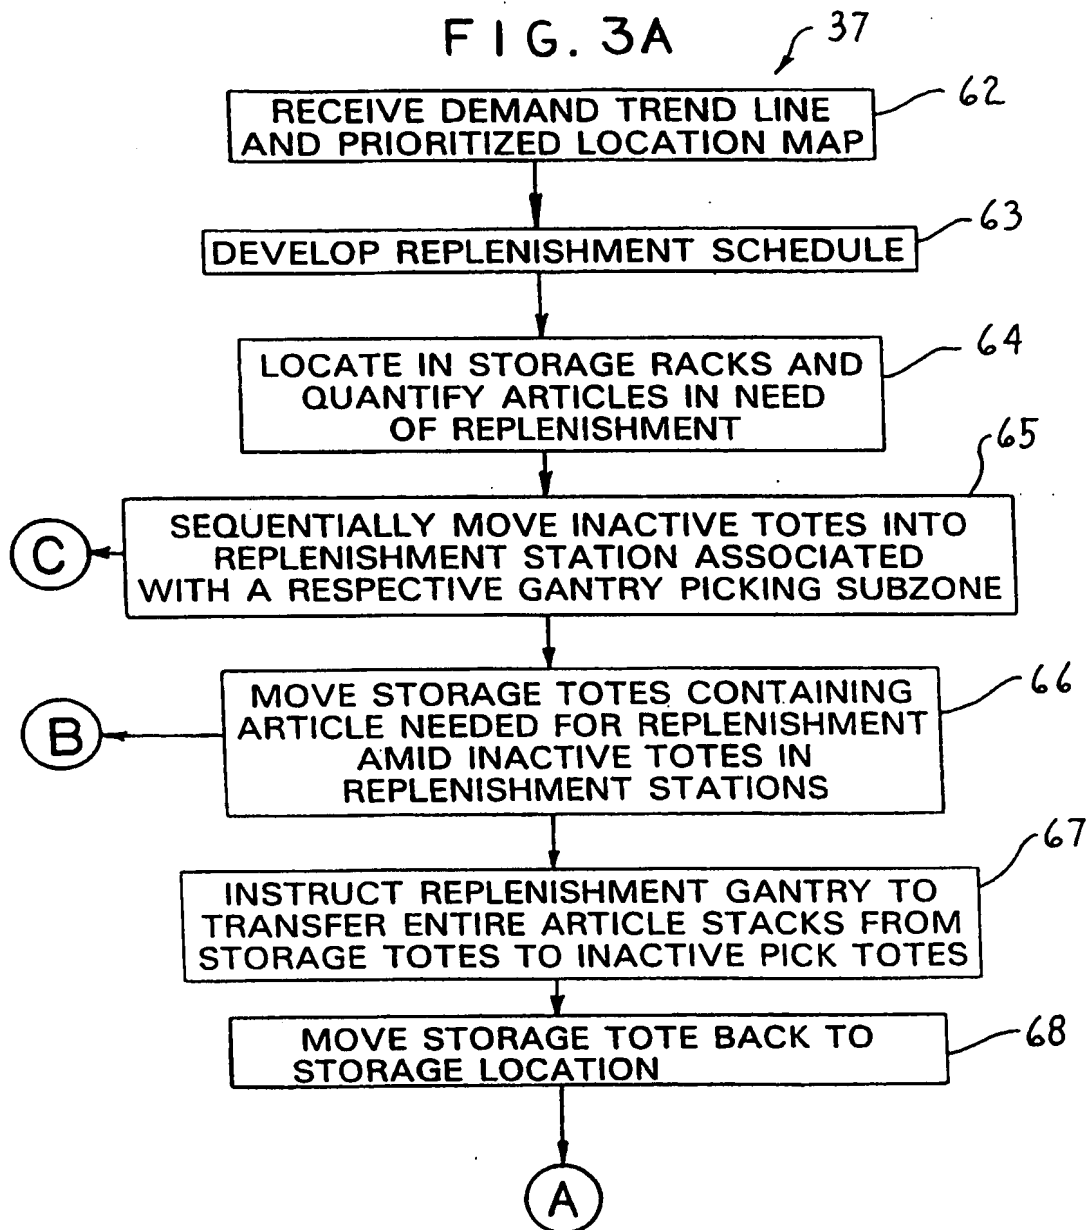 FIG. 3A
37
62
RECEIVE DEMAND TREND LINE
AND PRIORITIZED LOCATION MAP
63
DEVELOP REPLENISHMENT SCHEDULE
64
LOCATE IN STORAGE RACKS AND
QUANTIFY ARTICLES IN NEED
OF REPLENISHMENT
65
C
SEQUENTIALLY MOVE INACTIVE TOTES INTO
REPLENISHMENT STATION ASSOCIATED
WITH A RESPECTIVE GANTRY PICKING SUBZONE
66
B
MOVE STORAGE TOTES CONTAINING
ARTICLE NEEDED FOR REPLENISHMENT
AMID INACTIVE TOTES IN
REPLENISHMENT STATIONS
67
INSTRUCT REPLENISHMENT GANTRY TO
TRANSFER ENTIRE ARTICLE STACKS FROM
STORAGE TOTES TO INACTIVE PICK TOTES
68
MOVE STORAGE TOTE BACK TO
STORAGE LOCATION
A